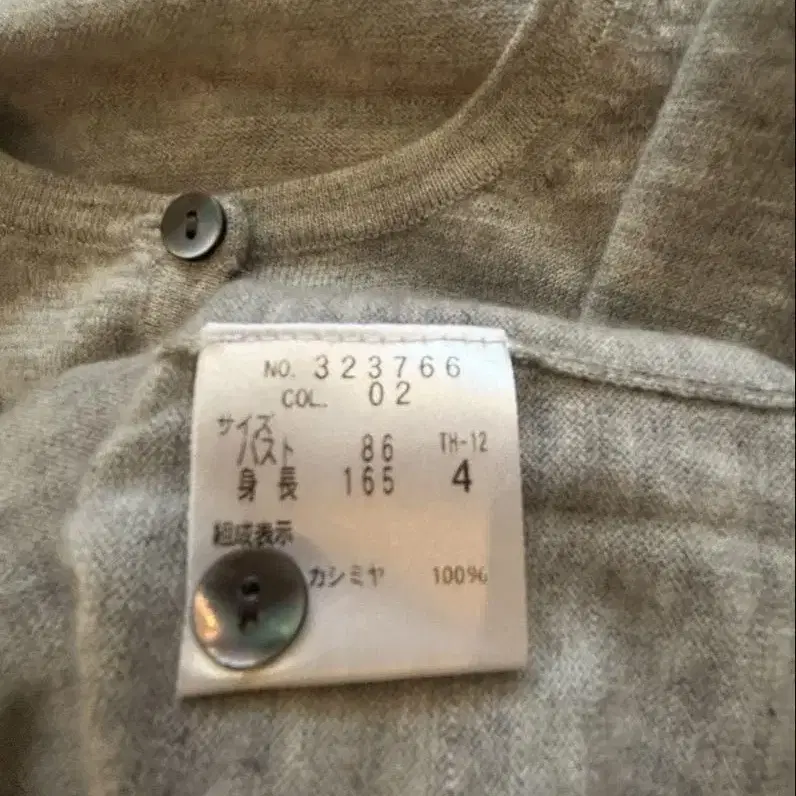 NO. 323766
COL. 02
サイズ
バスト 86 TH-12
身長 165 4
組成表示
カシミヤ 100%